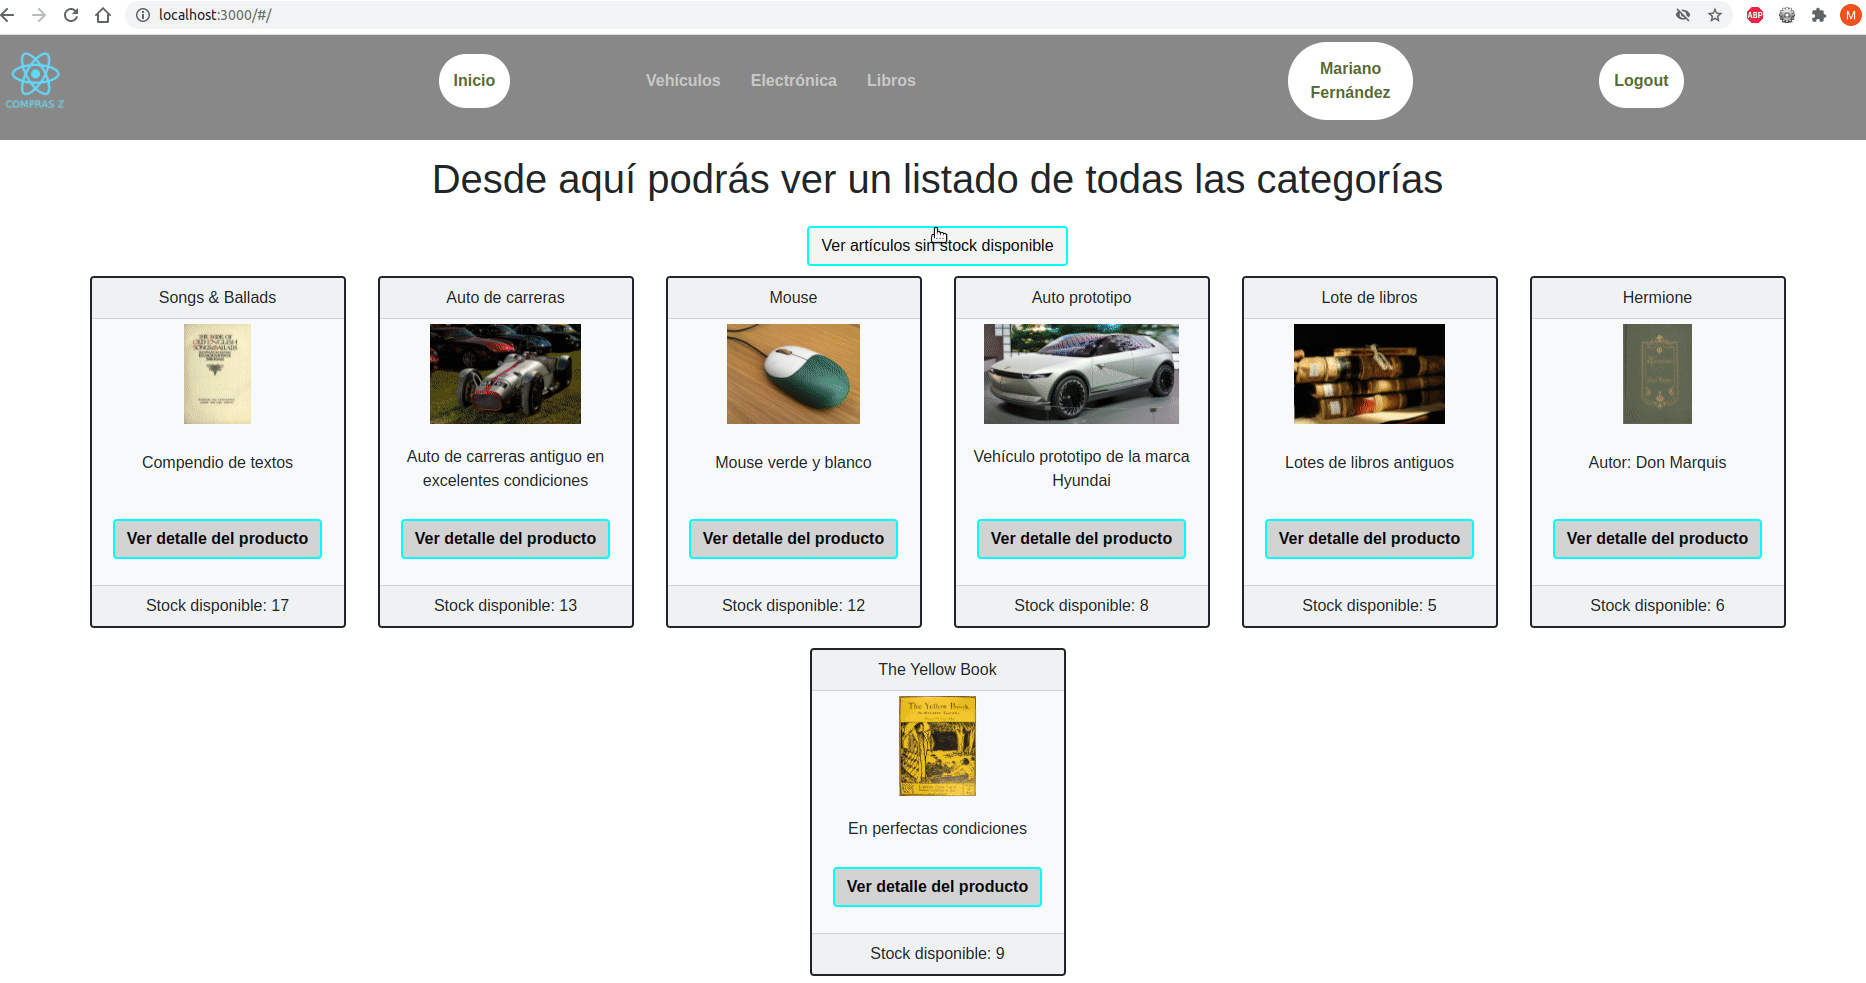 localhost:3000/#/
ABP
M
COMPRAS Z
Inicio
Vehículos
Electrónica
Libros
Mariano
Fernández
Logout
Desde aquí podrás ver un listado de todas las categorías
Ver artículos sin stock disponible
Songs & Ballads
Compendio de textos
Ver detalle del producto
Stock disponible: 17
Auto de carreras
Auto de carreras antiguo en
excelentes condiciones
Ver detalle del producto
Stock disponible: 13
Mouse
Mouse verde y blanco
Ver detalle del producto
Stock disponible: 12
Auto prototipo
Vehículo prototipo de la marca
Hyundai
Ver detalle del producto
Stock disponible: 8
Lote de libros
Lotes de libros antiguos
Ver detalle del producto
Stock disponible: 5
Hermione
Autor: Don Marquis
Ver detalle del producto
Stock disponible: 6
The Yellow Book
The Yellow Book
En perfectas condiciones
Ver detalle del producto
Stock disponible: 9